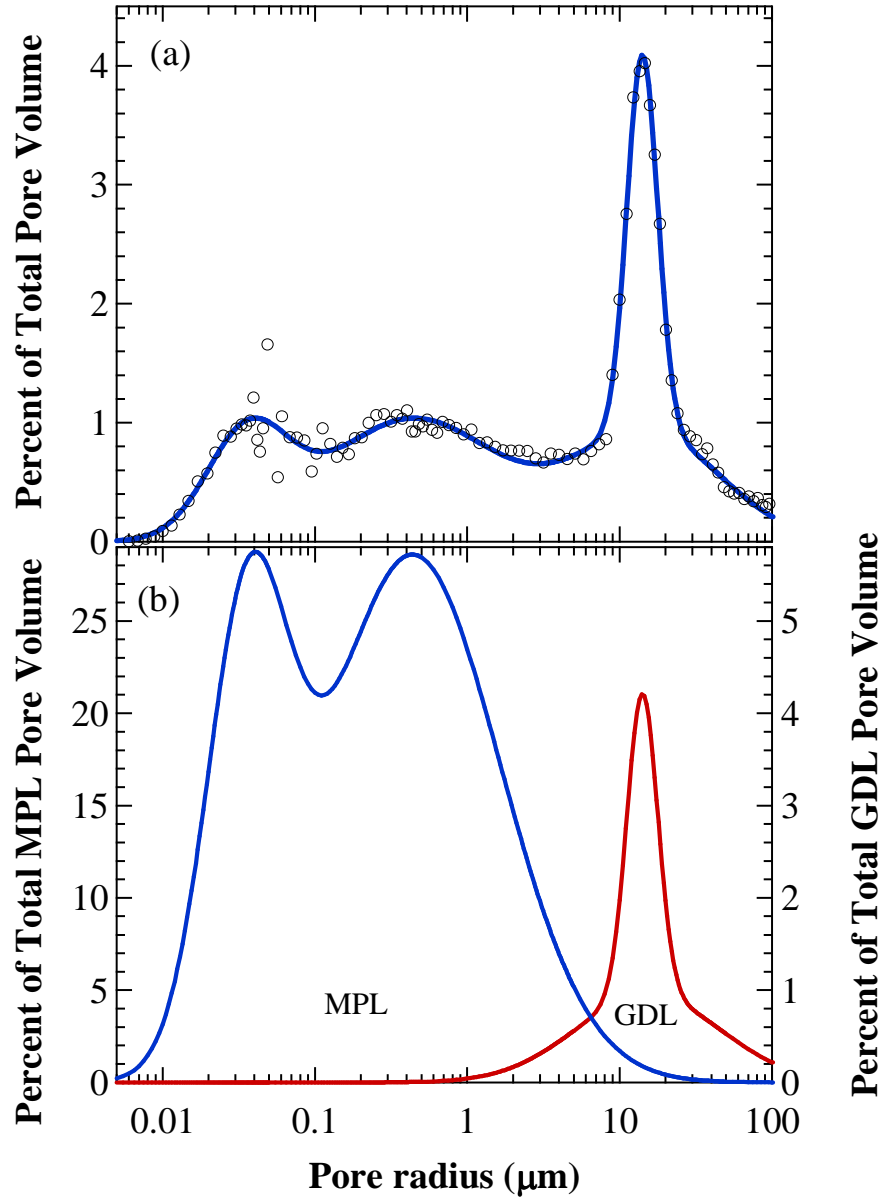 (a)
Percent of Total Pore Volume
4
3
2
1
0
(b)
Percent of Total MPL Pore Volume
25
20
15
10
5
0
MPL
GDL
5
4
3
2
1
0
Percent of Total GDL Pore Volume
0.01 0.1 1 10 100
Pore radius (μm)